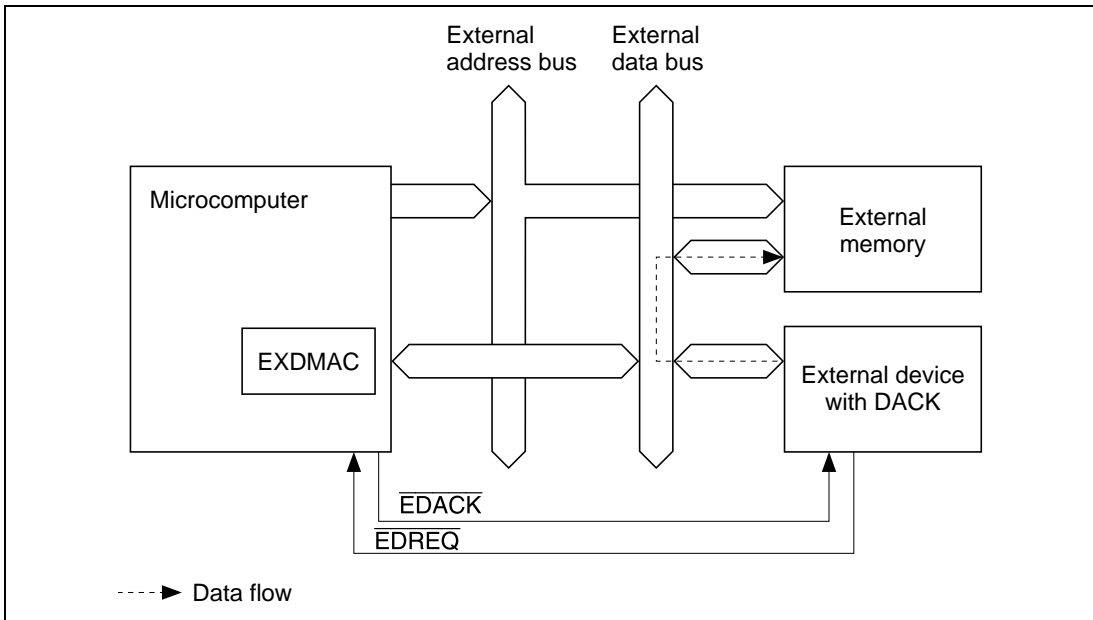 External
address bus
External
data bus
Microcomputer
External
memory
EXDMAC
External device
with DACK
EDACK
EDREQ
Data flow